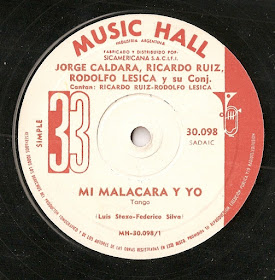 MUSIC HALL
INDUSTRIA ARGENTINA
FABRICADO Y DISTRIBUIDO POR:
SICAMERICANA S.A.C.I.F.I.
JORGE CALDARA, RICARDO RUIZ,
RODOLFO LESICA y su Conj.
Cantan: RICARDO RUIZ-RODOLFO LESICA
SIMPLE
33
30.098
SADAIC
MI MALACARA Y YO
Tango
(Luis Stazo-Federico Silva)
MN-30.098/1